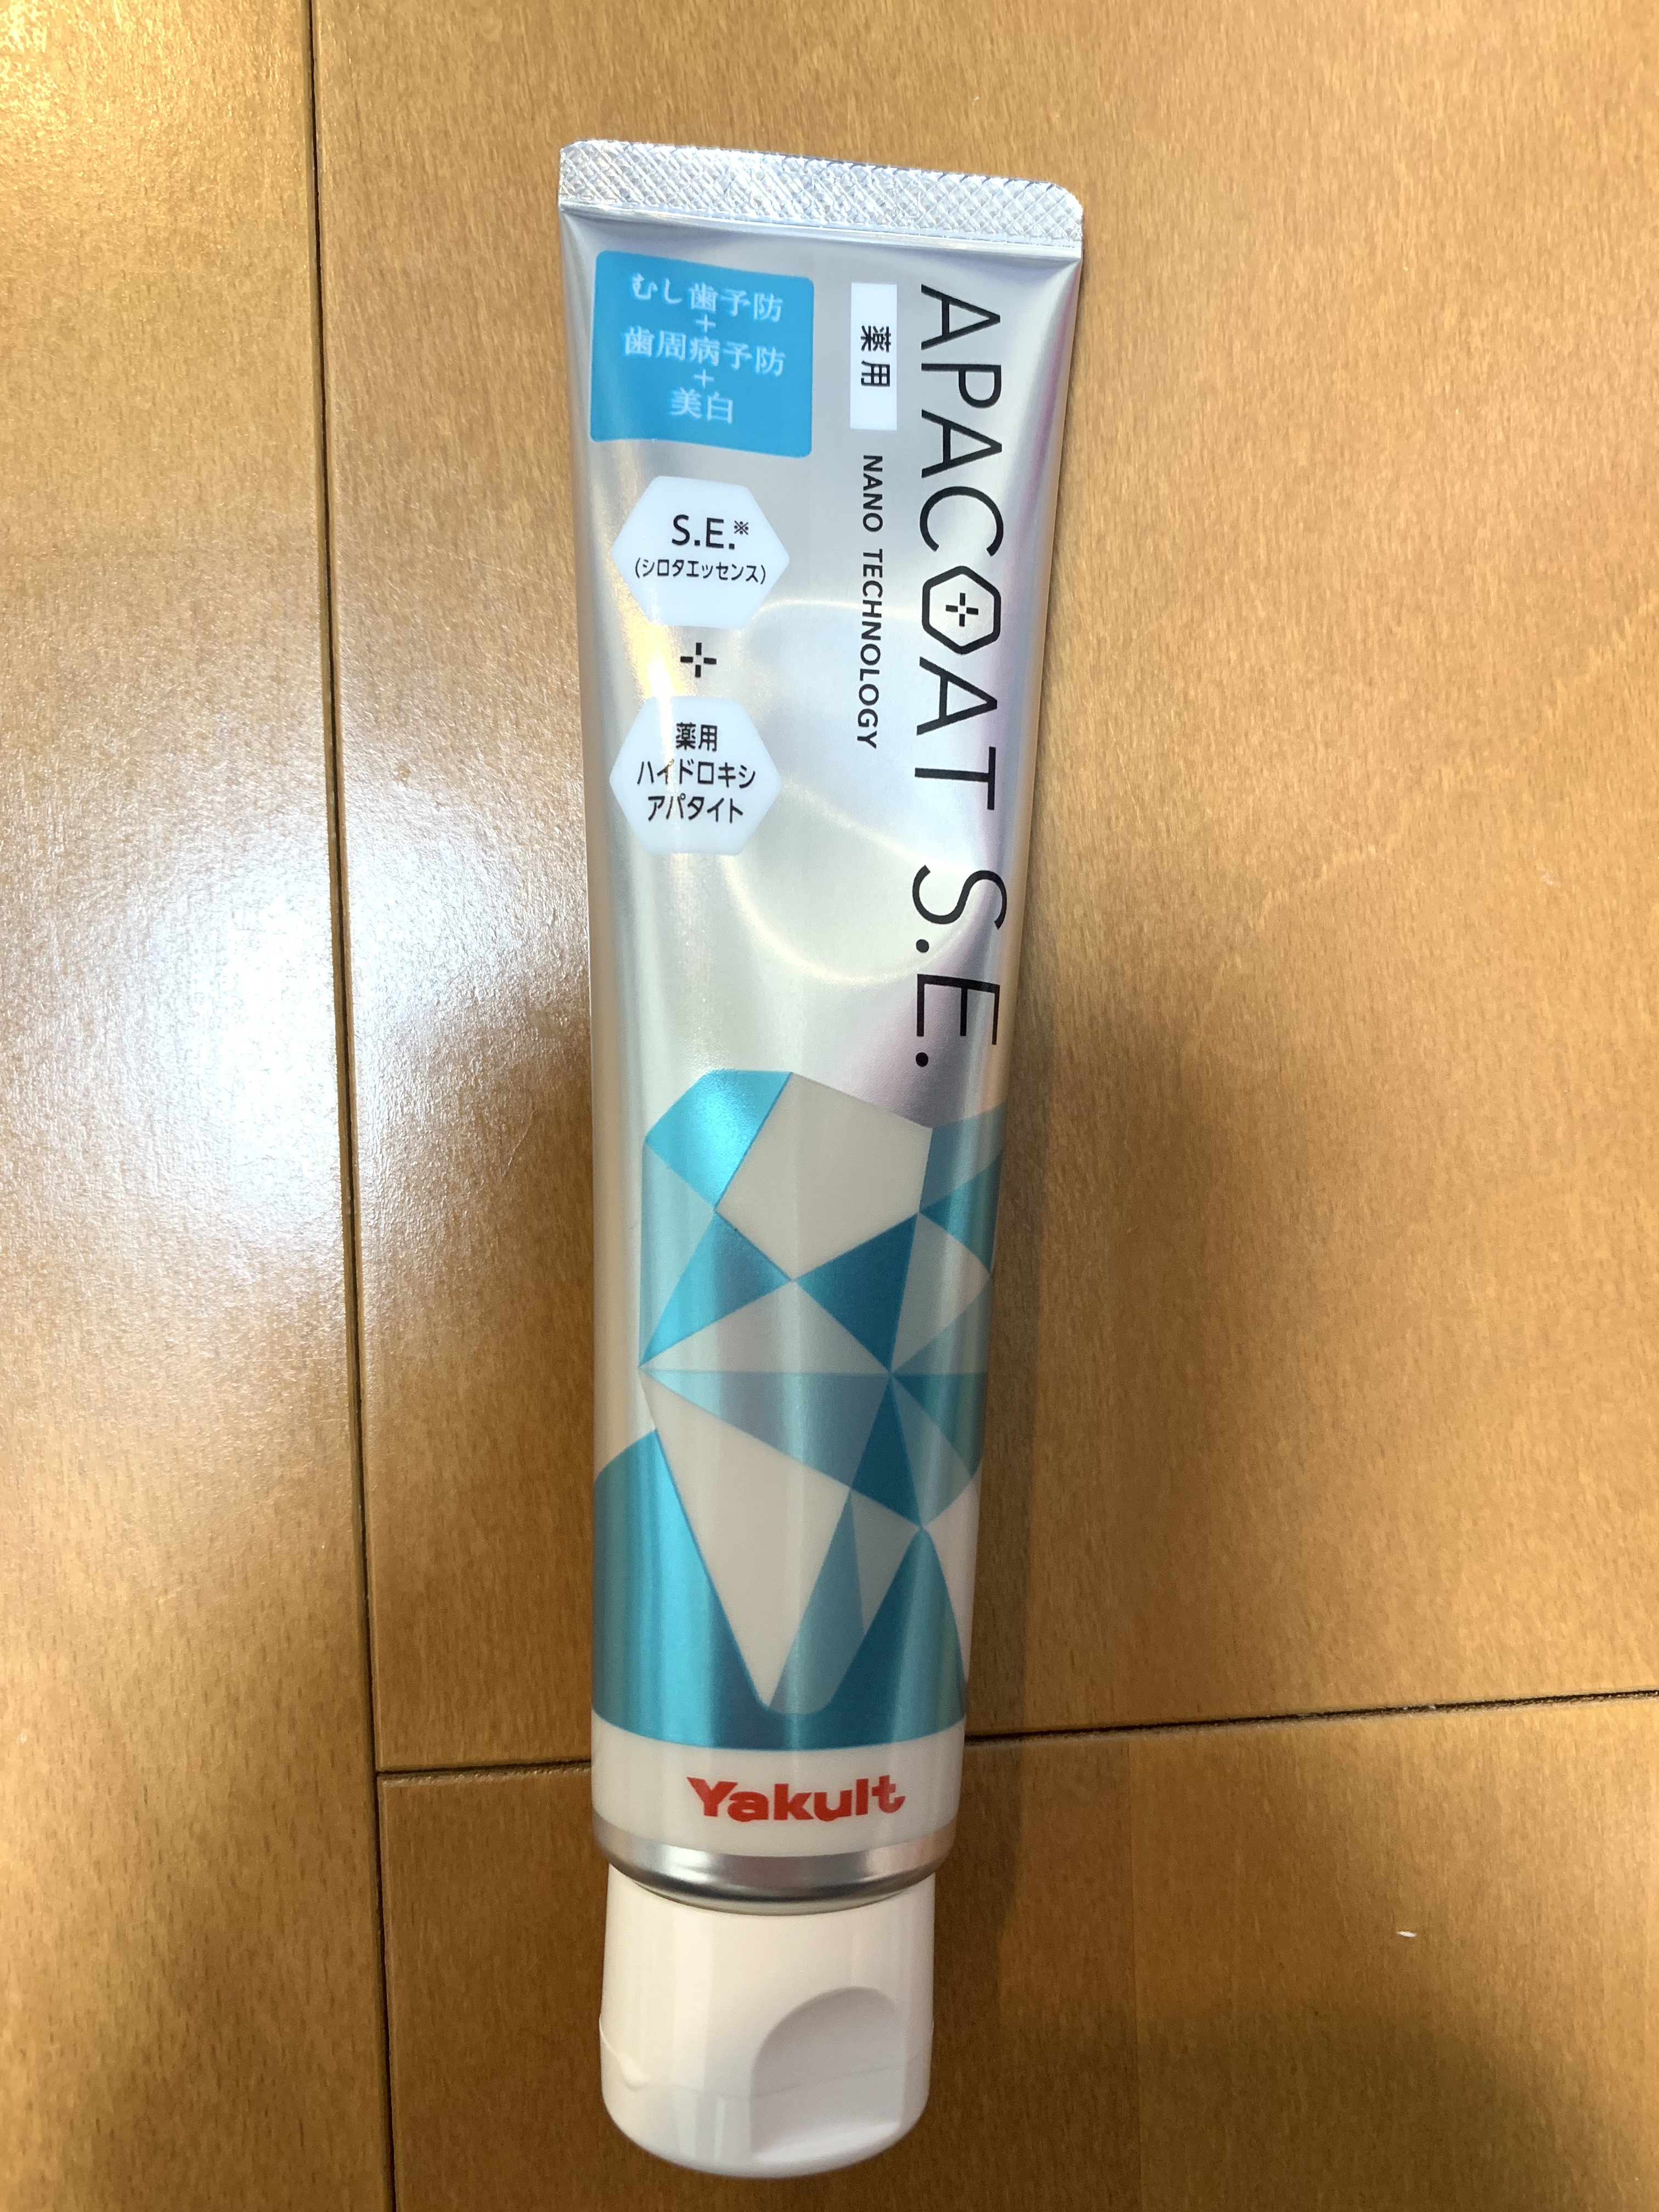 むし歯予防
+
歯周病予防
+
美白
薬用
APACOAT S.E.
NANO TECHNOLOGY
S.E.※
(シロタエッセンス)
+
薬用
ハイドロキシ
アパタイト
Yakult